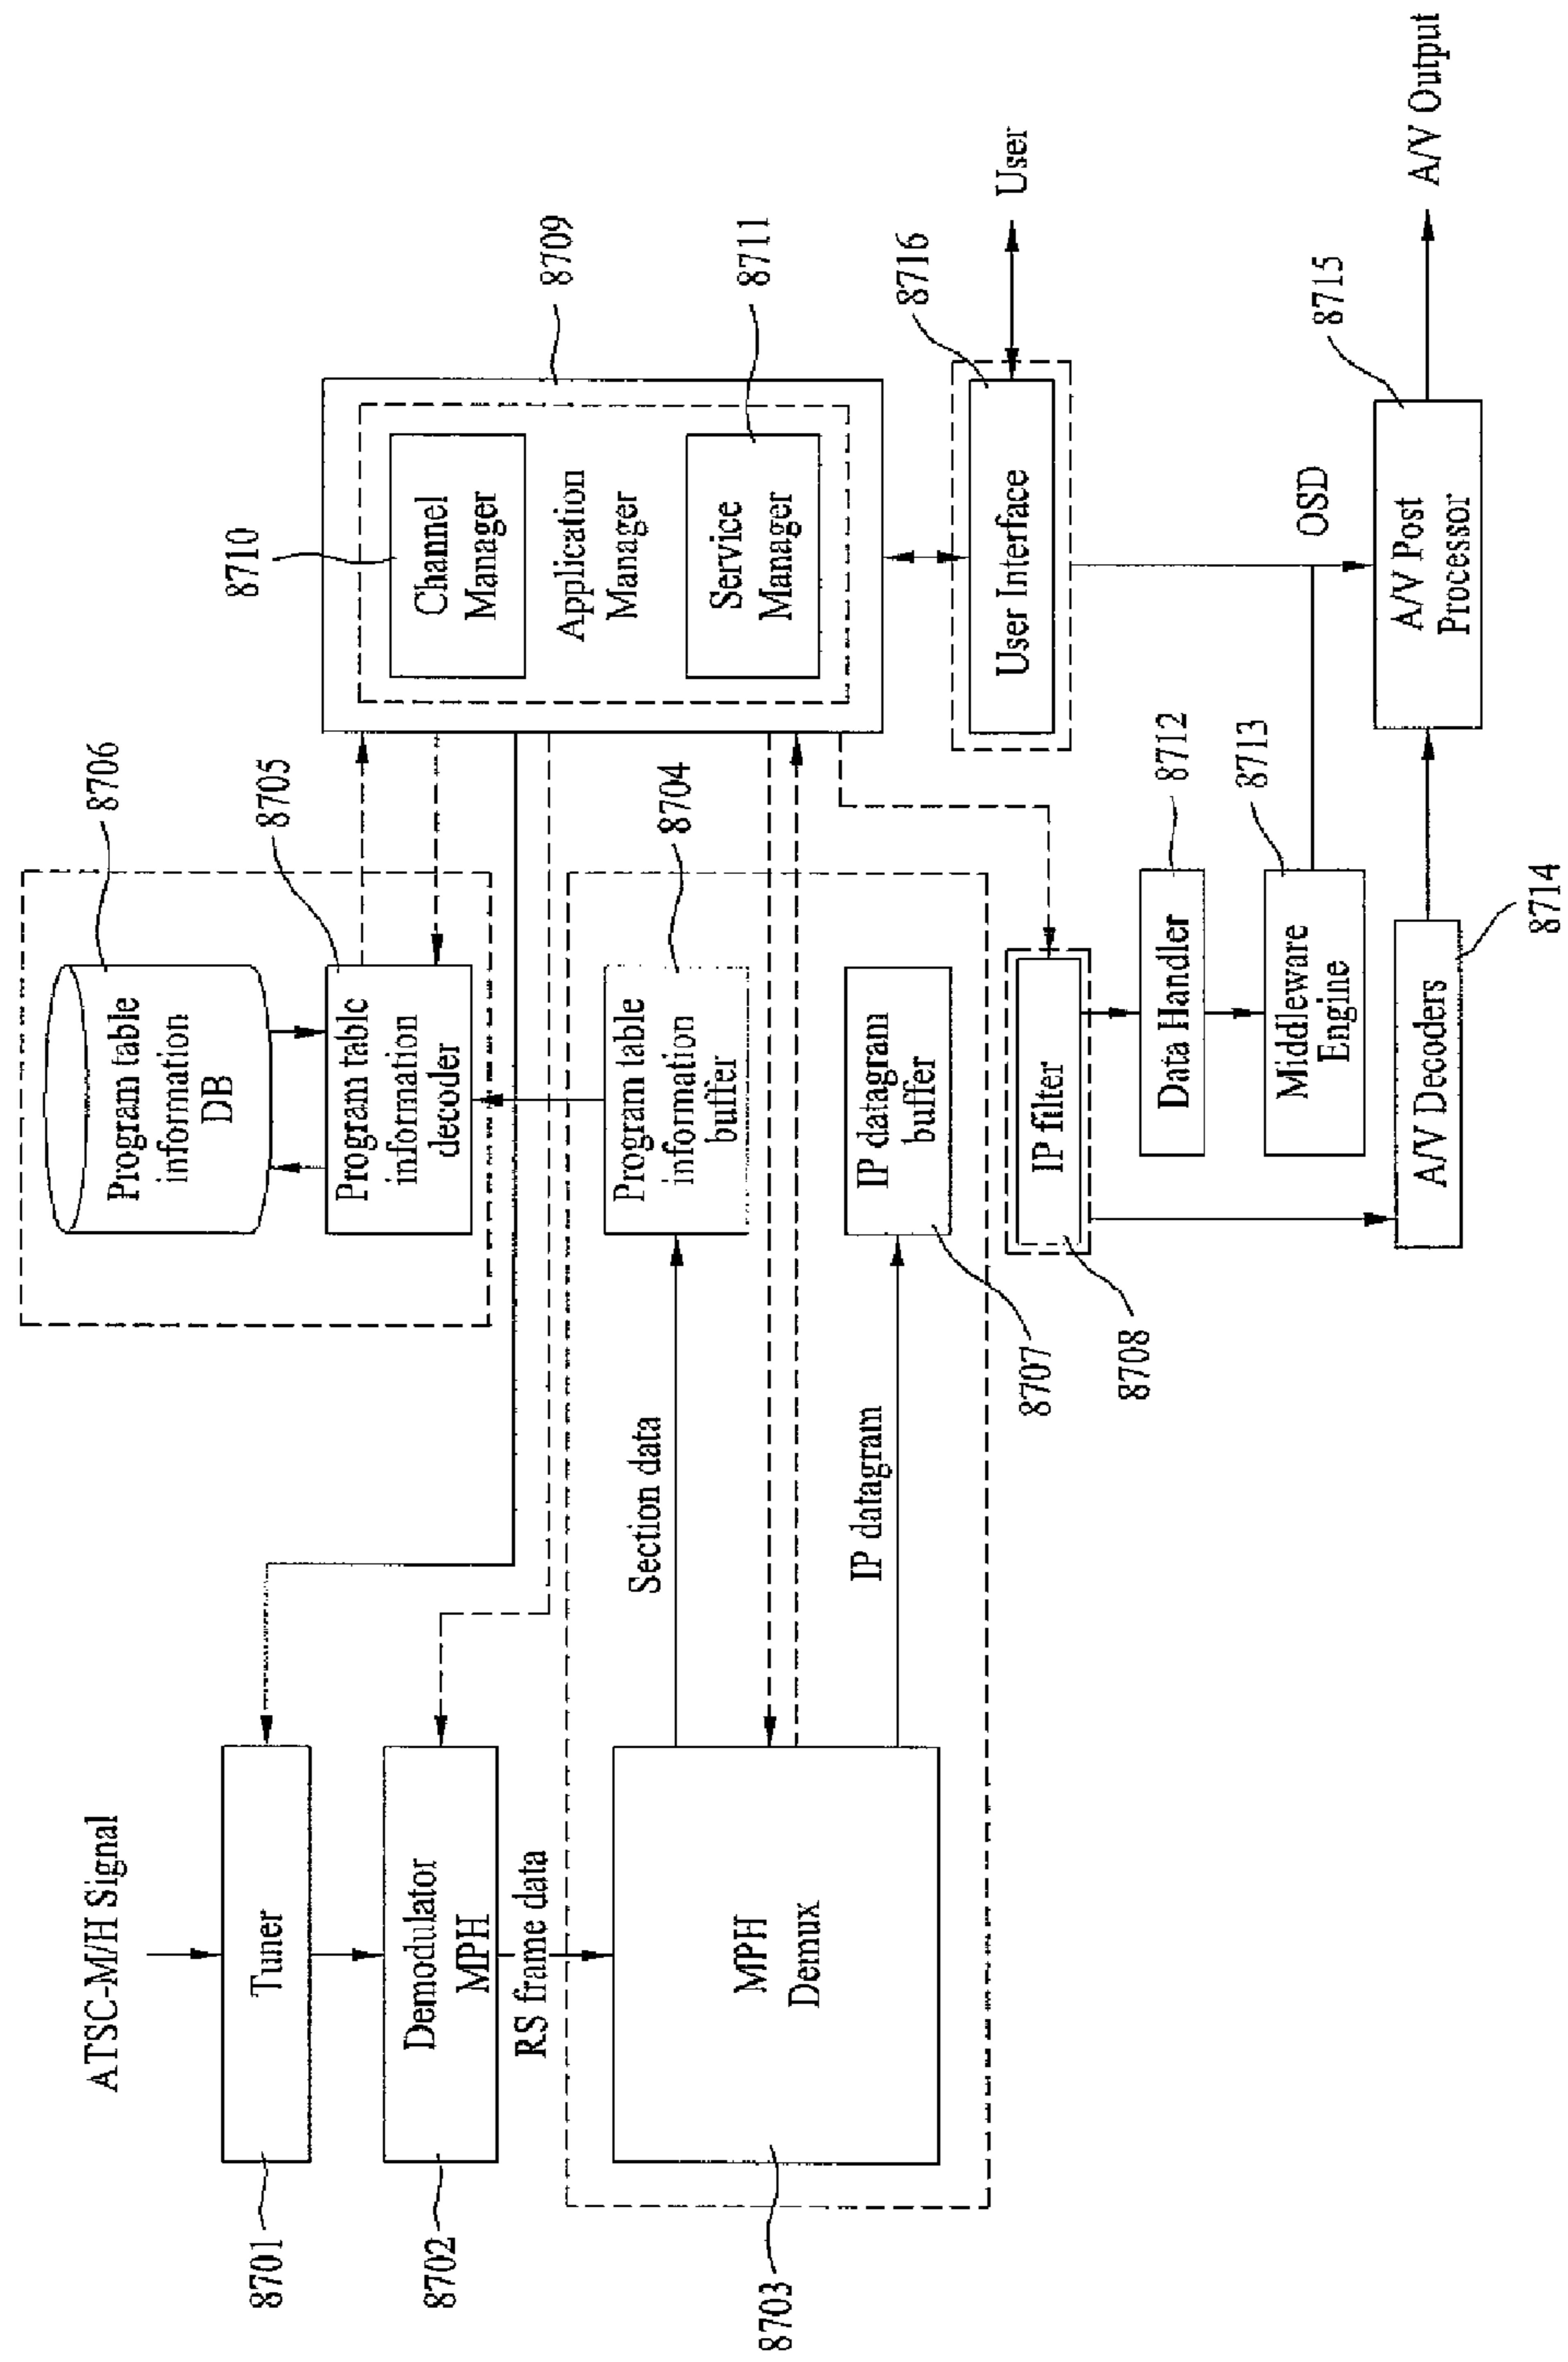 ATSC-M/H Signal
8701
Tuner
8702
Demodulator
MPH
RS frame data
8703
MPH
Demux
Section data
IP datagram
8706
Program table
information
DB
8705
Program table
information
decoder
8704
Program table
information
buffer
8707
IP datagram
buffer
8708
IP filter
8709
8710
Channel
Manager
Application
Manager
8711
Service
Manager
8716
User Interface
User
8712
Data Handler
8713
Middleware
Engine
8714
A/V Decoders
OSD
8715
A/V Post
Processor
A/V Output